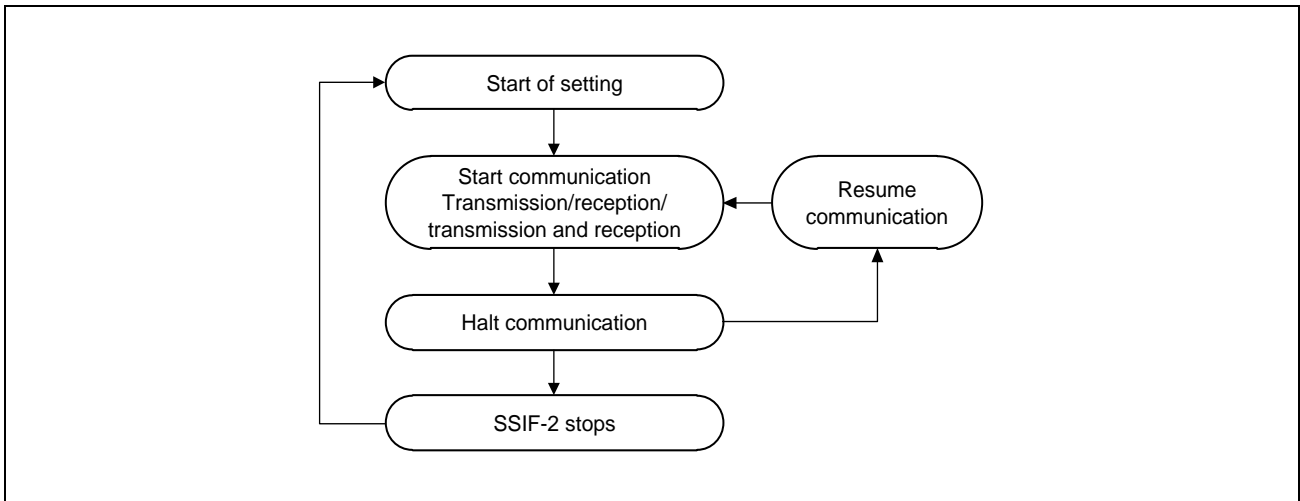 Start of setting
Start communication
Transmission/reception/
transmission and reception
Resume
communication
Halt communication
SSIF-2 stops